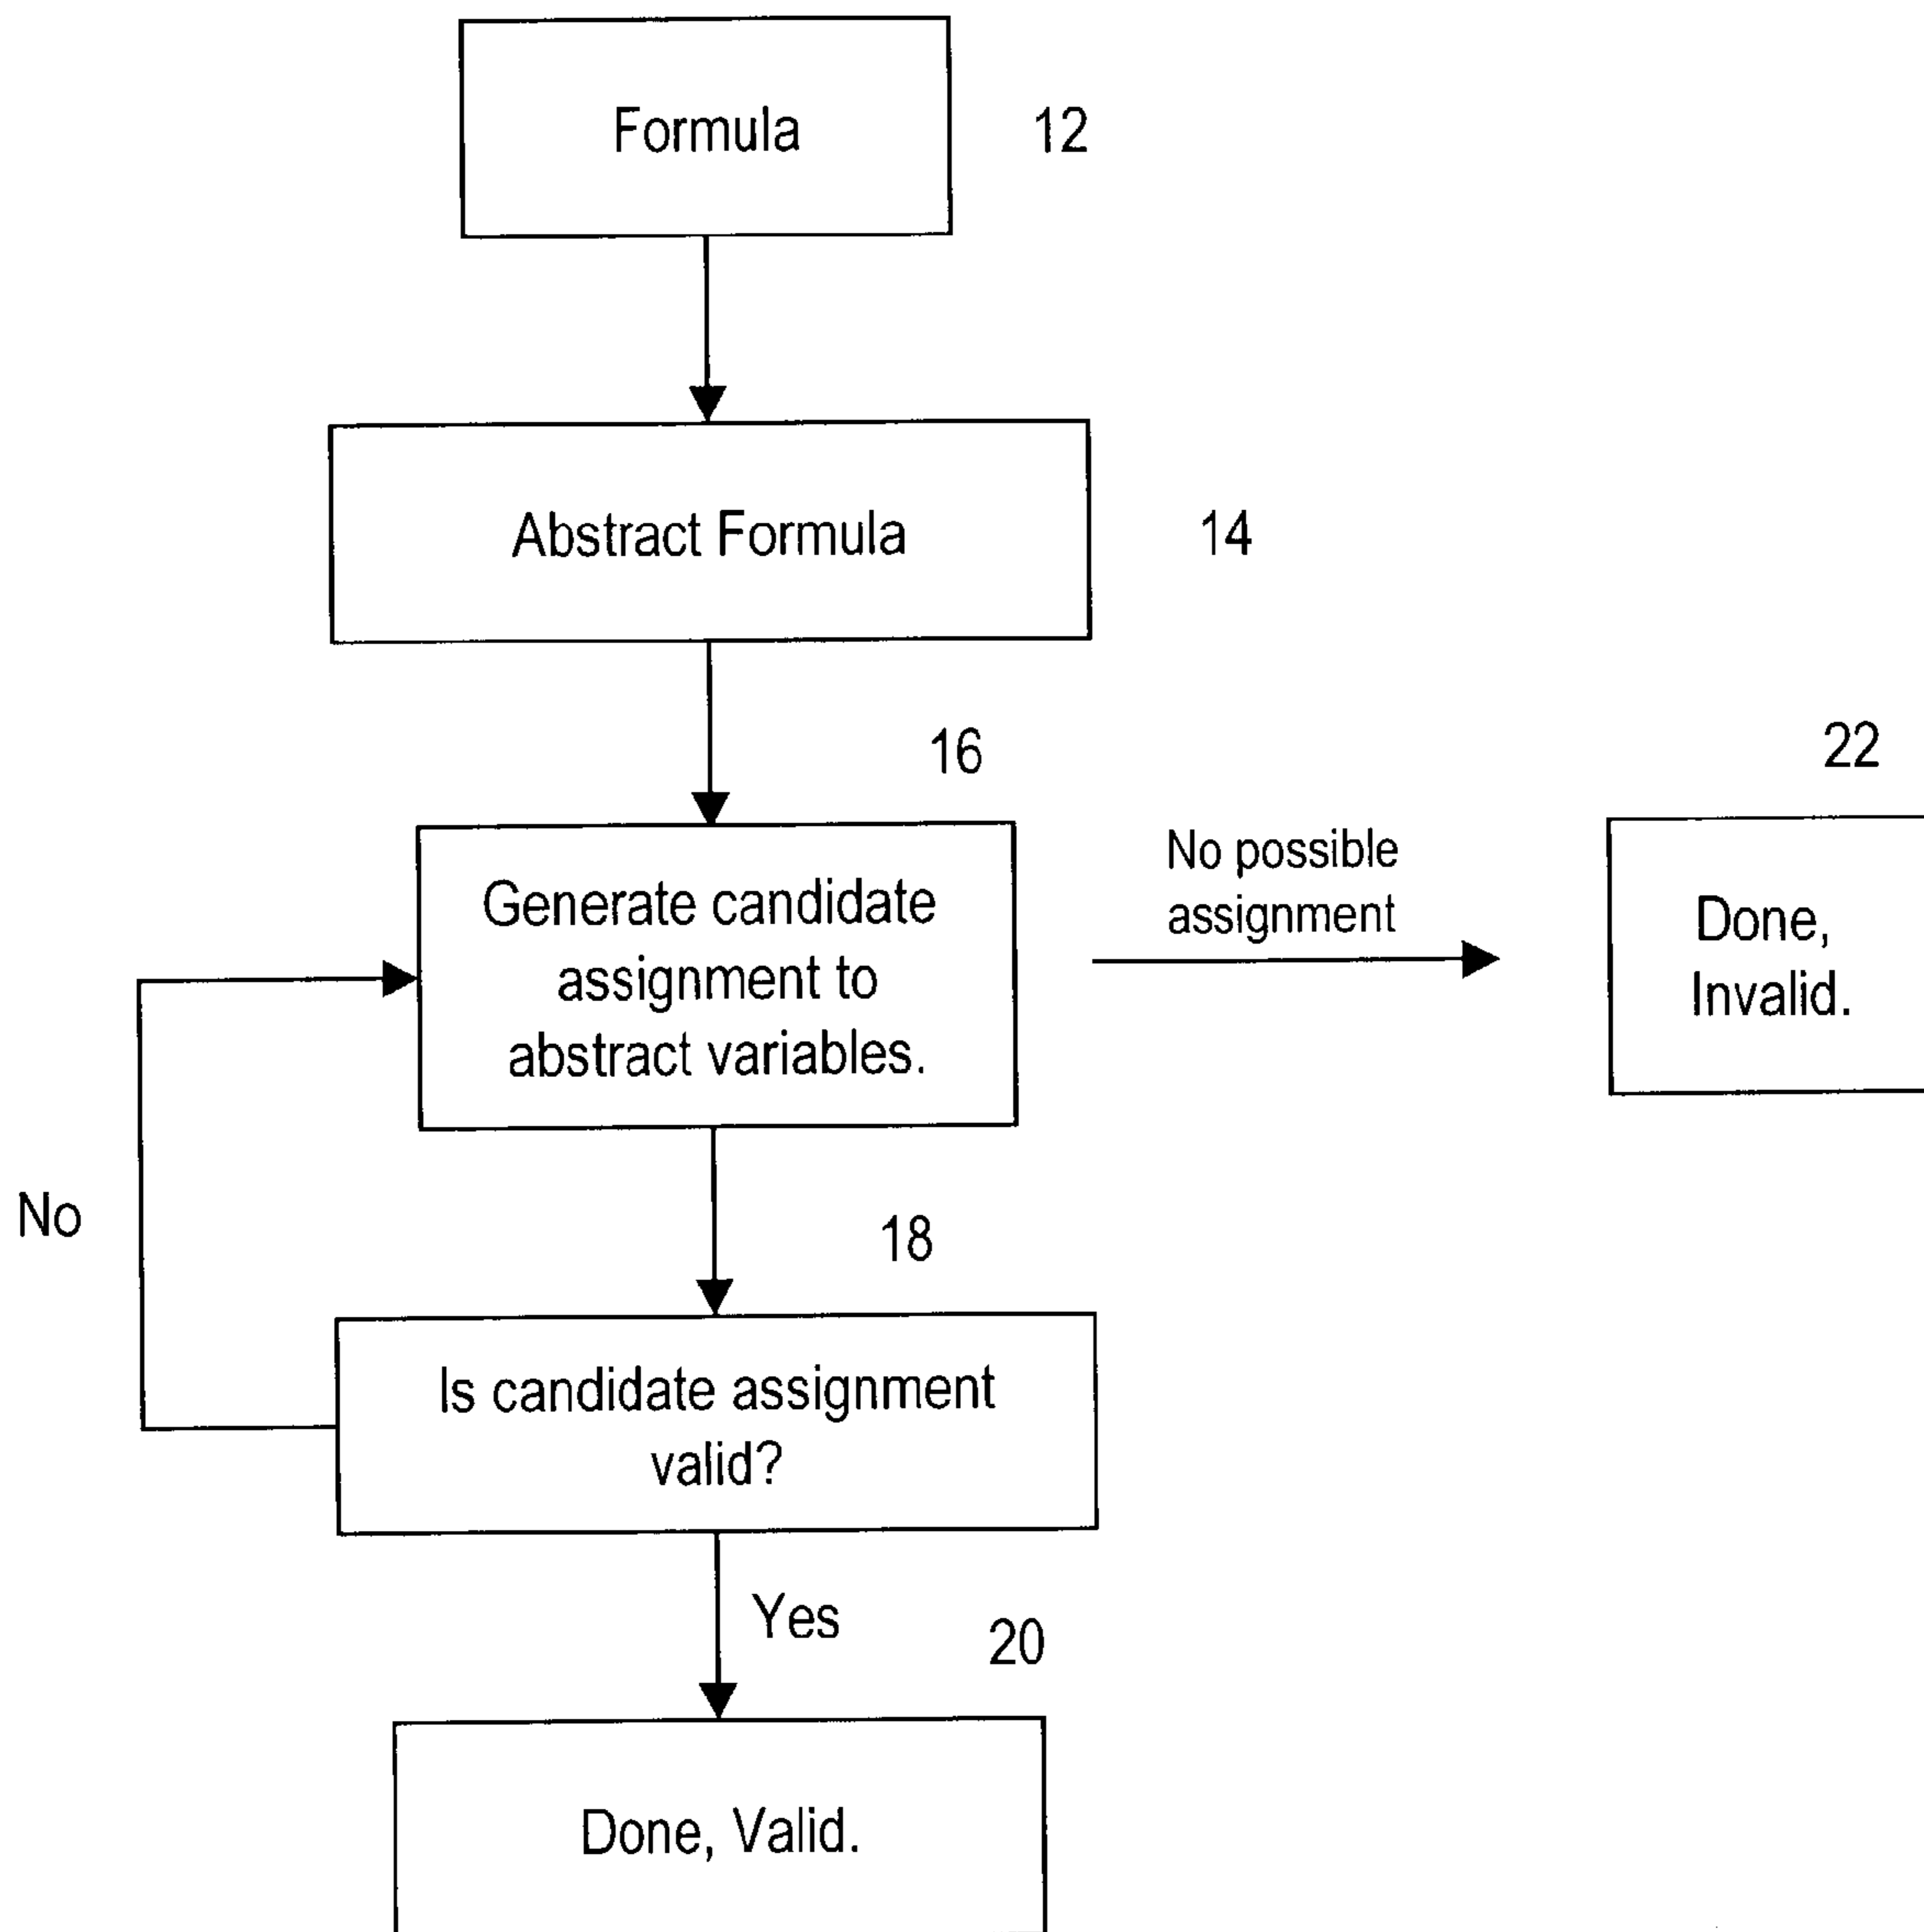 Formula
12
Abstract Formula
14
16
22
Generate candidate
assignment to
abstract variables.
No possible
assignment
Done,
Invalid.
No
18
Is candidate assignment
valid?
Yes
20
Done, Valid.